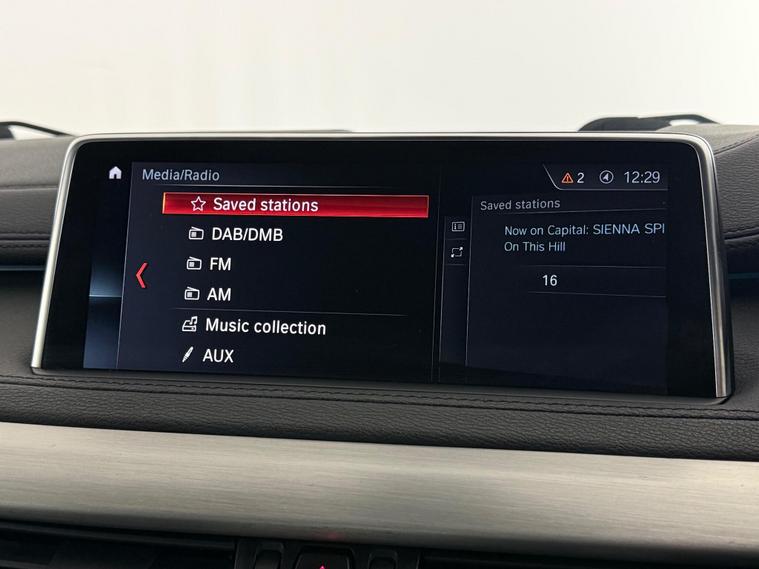 Media/Radio
2
12:29
Saved stations
DAB/DMB
FM
AM
Music collection
AUX
Saved stations
Now on Capital: SIENNA SPI
On This Hill
16